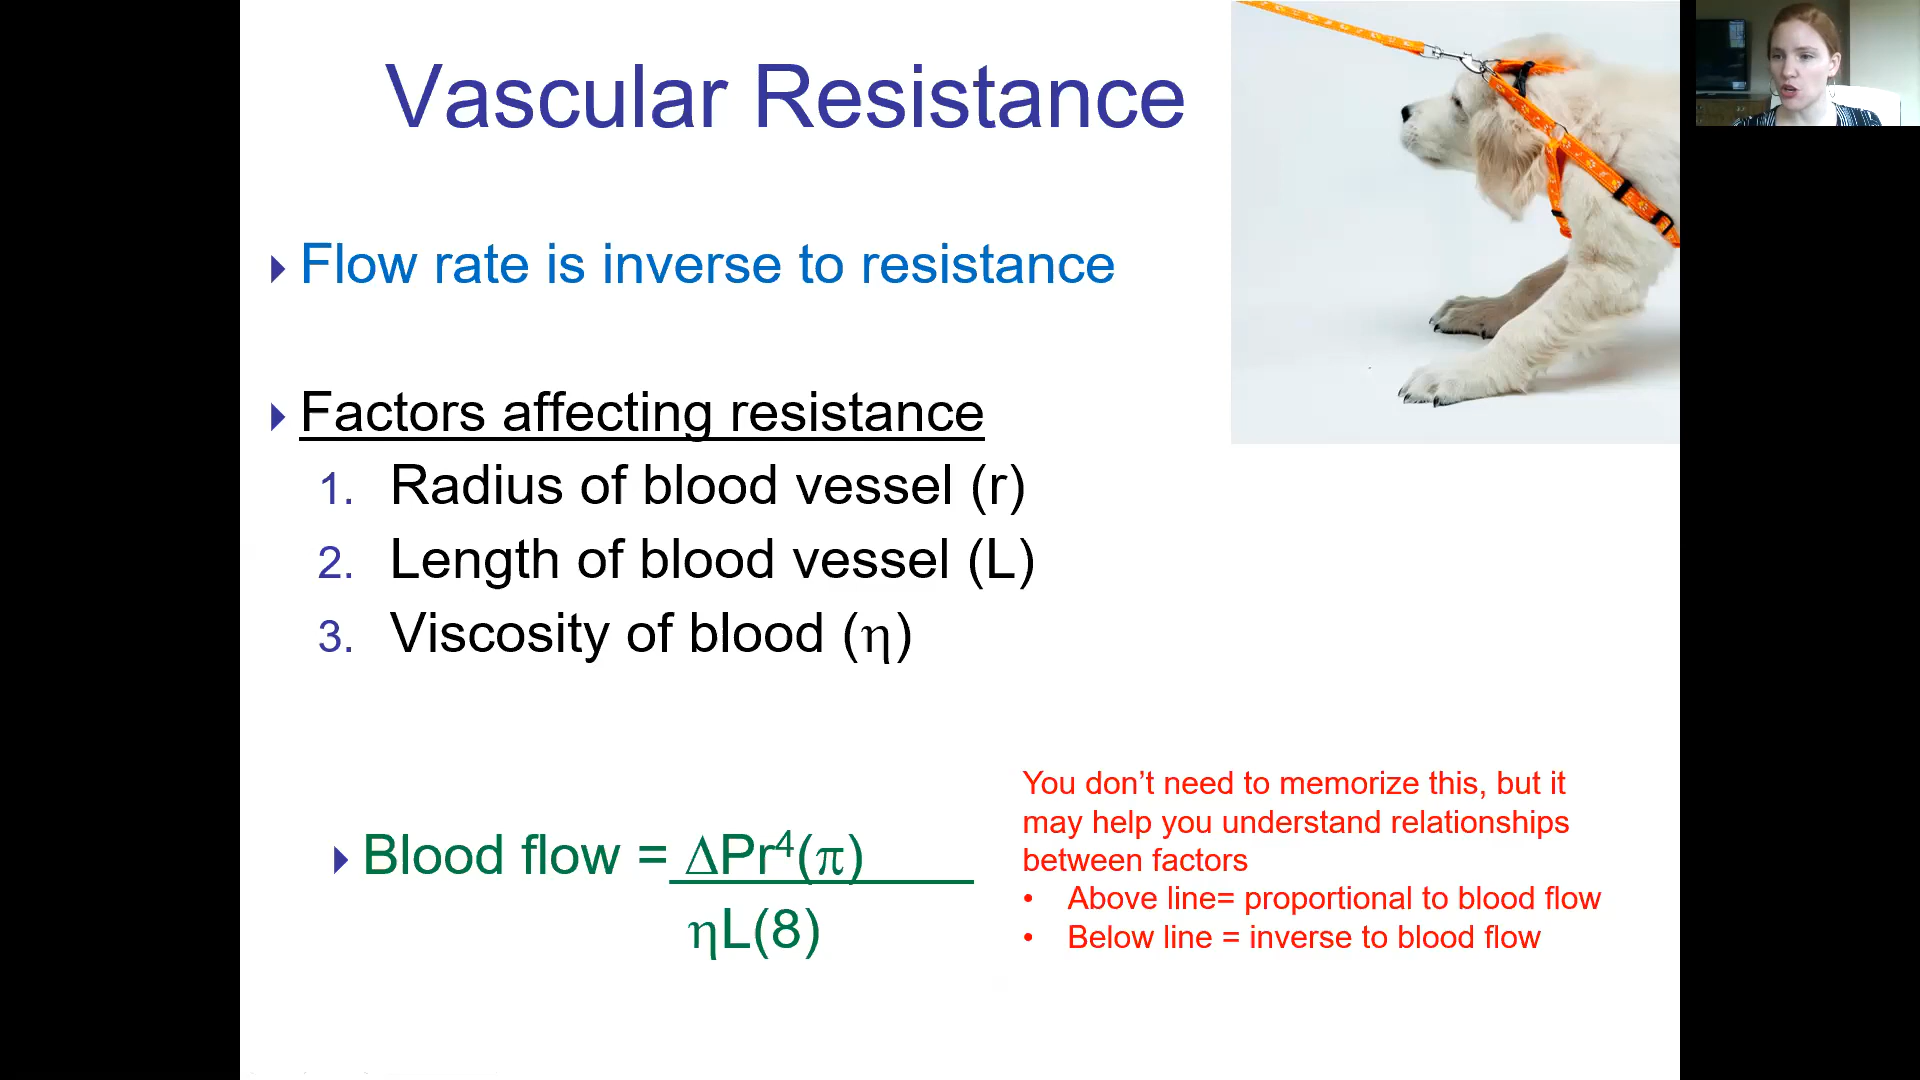 Vascular Resistance
Flow rate is inverse to resistance
Factors affecting resistance
1. Radius of blood vessel (r)
2. Length of blood vessel (L)
3. Viscosity of blood (η)
Blood flow = ΔPr⁴(π)
ηL(8)
You don’t need to memorize this, but it
may help you understand relationships
between factors
• Above line= proportional to blood flow
• Below line = inverse to blood flow